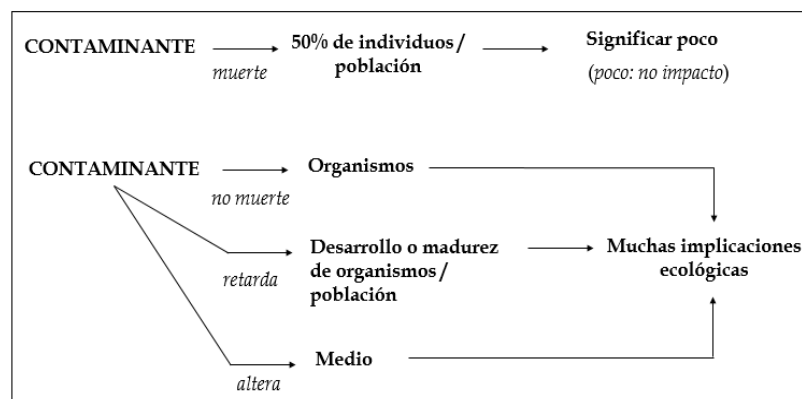 CONTAMINANTE
muerte
50% de individuos/
población
Significar poco
(poco: no impacto)
CONTAMINANTE
no muerte
Organismos
retarda
Desarrollo o madurez
de organismos/
población
Muchas implicaciones
ecológicas
altera
Medio